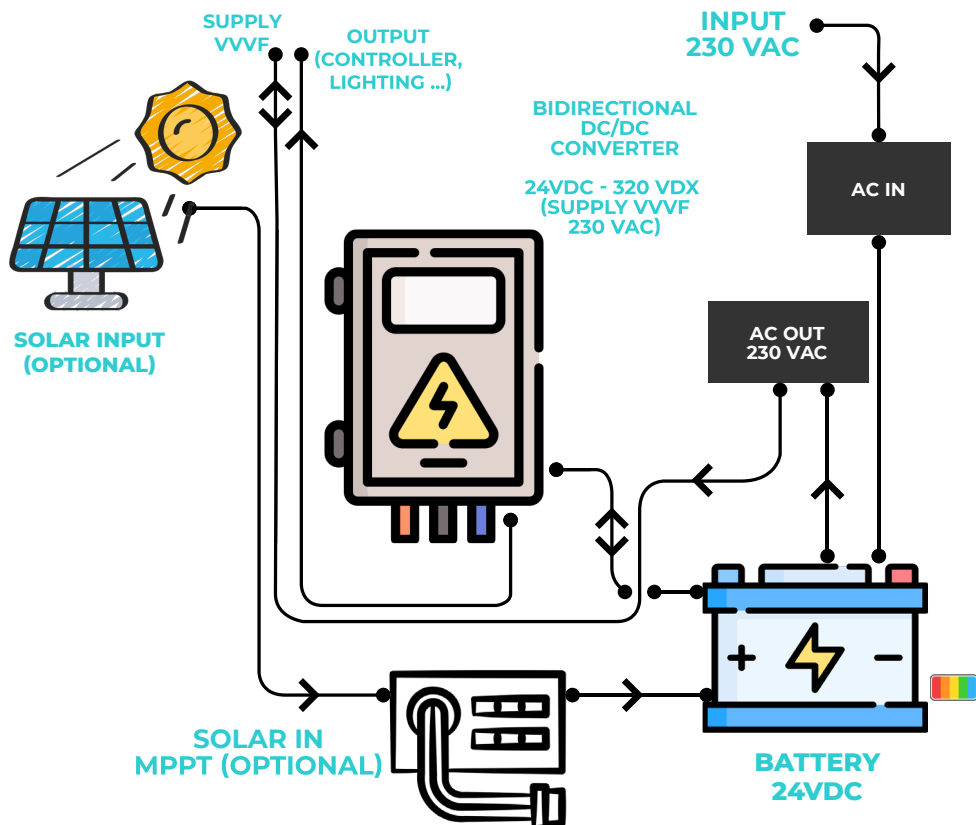 SUPPLY
VVVF
OUTPUT
(CONTROLLER,
LIGHTING ...)
INPUT
230 VAC
BIDIRECTIONAL
DC/DC
CONVERTER
24VDC - 320 VDX
(SUPPLY VVVF
230 VAC)
AC IN
AC OUT
230 VAC
SOLAR INPUT
(OPTIONAL)
SOLAR IN
MPPT (OPTIONAL)
BATTERY
24VDC